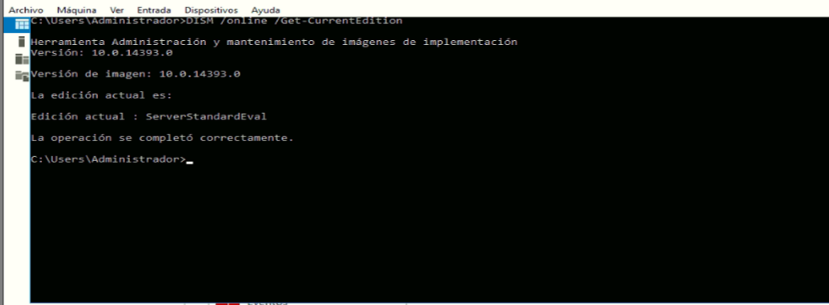 Archivo Máquina Ver Entrada Dispositivos Ayuda
C:\Users\Administrador>DISM /online /Get-CurrentEdition
Herramienta Administración y mantenimiento de imágenes de implementación
Versión: 10.0.14393.0
Versión de imagen: 10.0.14393.0
La edición actual es:
Edición actual : ServerStandardEval
La operación se completó correctamente.
C:\Users\Administrador>